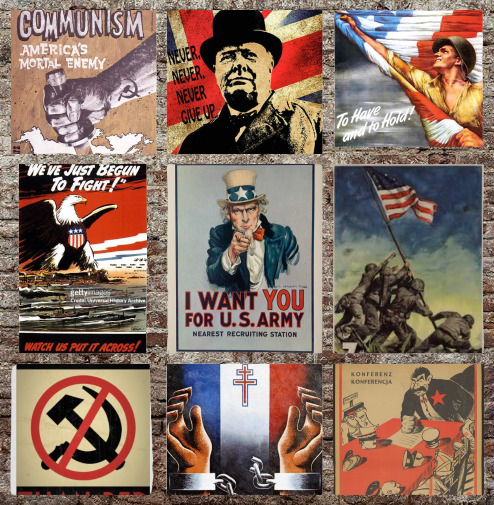 COMMUNISM
AMERICA'S
MORTAL ENEMY
NEVER,
NEVER,
NEVER
GIVE UP.
To Have
and to Hold!
WE'VE JUST BEGUN
TO FIGHT!"
gettyimages
Credit: Universal History Archive
WATCH US PUT IT ACROSS!
I WANT YOU
FOR U.S. ARMY
NEAREST RECRUITING STATION
KONFERENZ
KONFERENCJA